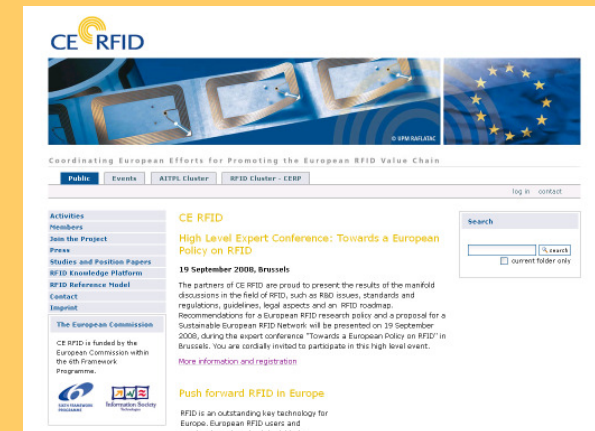 CE RFID
© UPM RAFLATAC
Coordinating European Efforts for Promoting the European RFID Value Chain
Public Events AITPL Cluster RFID Cluster - CERP
log in contact
Activities
Members
Join the Project
Press
Studies and Position Papers
RFID Knowledge Platform
RFID Reference Model
Contact
Imprint
The European Commission
CE RFID is funded by the
European Commission within
the 6th Framework
Programme.
SIXTH FRAMEWORK
PROGRAMME
Information Society
Technologies
CE RFID
High Level Expert Conference: Towards a European
Policy on RFID
19 September 2008, Brussels
The partners of CE RFID are proud to present the results of the manifold
discussions in the field of RFID, such as R&D issues, standards and
regulations, guidelines, legal aspects and an RFID roadmap.
Recommendations for a European RFID research policy and a proposal for a
Sustainable European RFID Network will be presented on 19 September
2008, during the expert conference "Towards a European Policy on RFID" in
Brussels. You are cordially invited to participate in this high level event.
More information and registration
Push forward RFID in Europe
RFID is an outstanding key technology for
Europe. European RFID users and
Search
search
current folder only